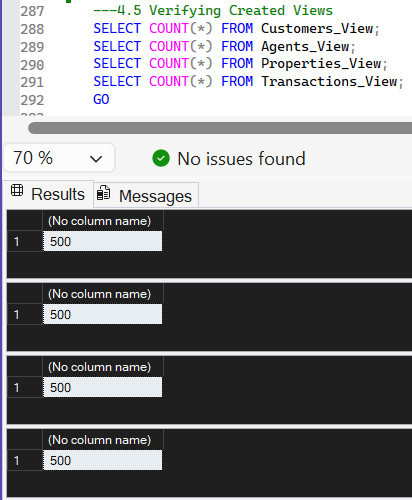 287 ---4.5 Verifying Created Views
288 SELECT COUNT(*) FROM Customers_View;
289 SELECT COUNT(*) FROM Agents_View;
290 SELECT COUNT(*) FROM Properties_View;
291 SELECT COUNT(*) FROM Transactions_View;
292 GO
70 % No issues found
Results Messages
(No column name)
1 500
(No column name)
1 500
(No column name)
1 500
(No column name)
1 500